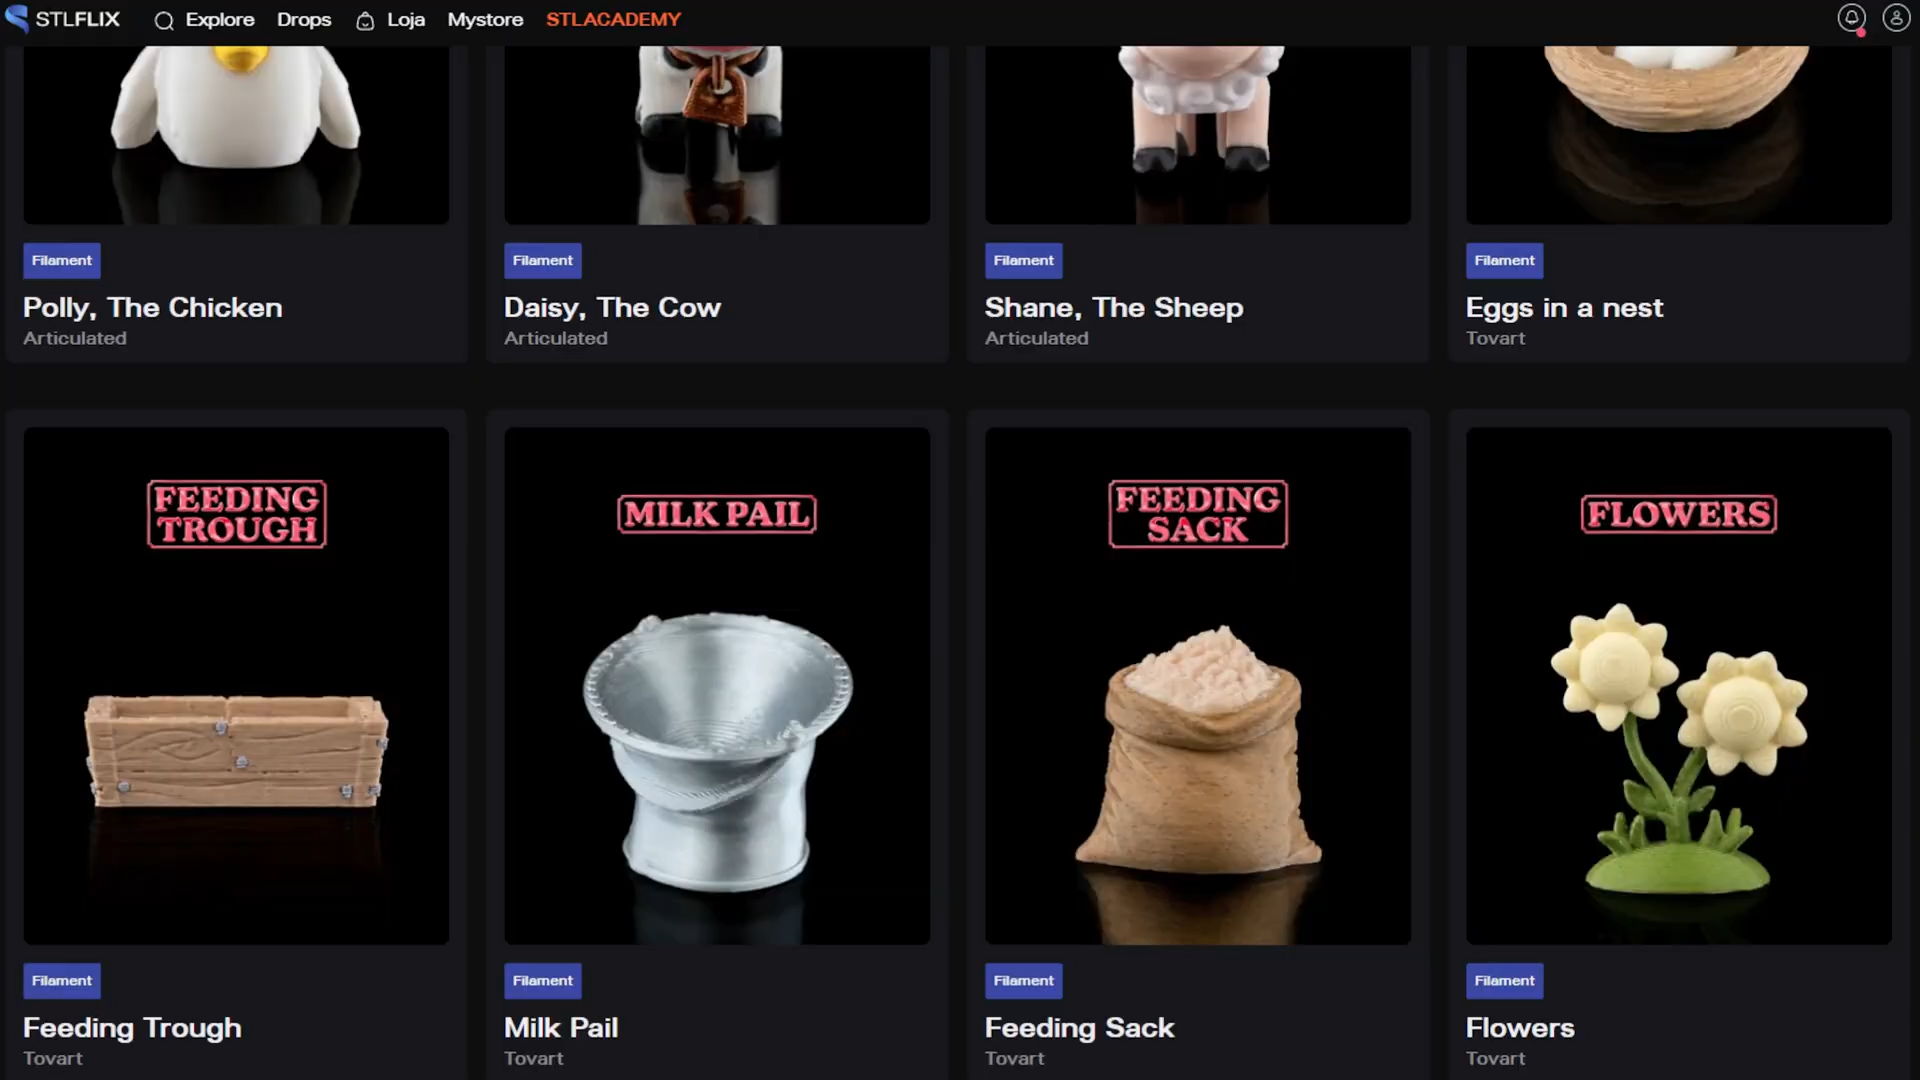 STLFLIX Explore Drops Loja Mystore STLACADEMY
Filament Filament Filament Filament
Polly, The Chicken Daisy, The Cow Shane, The Sheep Eggs in a nest
Articulated Articulated Articulated Tovart
FEEDING
TROUGH
MILK PAIL
FEEDING
SACK
FLOWERS
Filament Filament Filament Filament
Feeding Trough Milk Pail Feeding Sack Flowers
Tovart Tovart Tovart Tovart